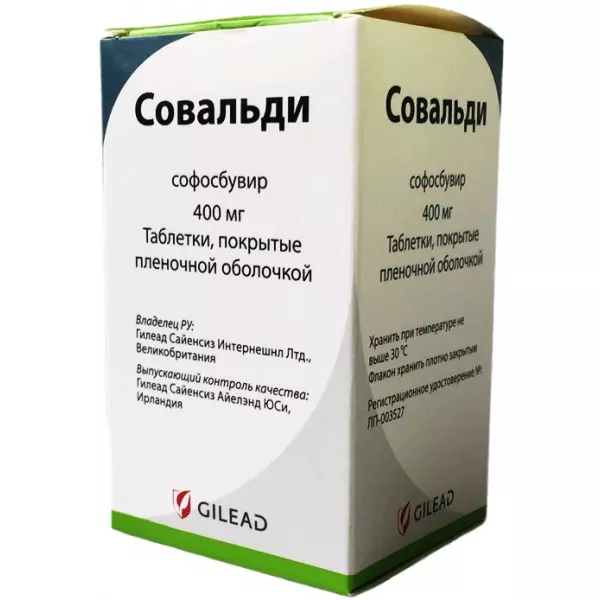 Совальди
софосбувир
400 мг
Таблетки, покрытые
пленочной оболочкой
Владелец РУ:
Гилеад Сайенсиз Интернешнл Лтд.,
Великобритания
Выпускающий контроль качества:
Гилеад Сайенсиз Айелэнд ЮСи,
Ирландия
GILEAD
Совальди
софосбувир
400 мг
Таблетки, покрытые
пленочной оболочкой
Хранить при температуре не
выше 30 °С
Флакон хранить плотно закрытым
Регистрационное удостоверение №:
ЛП-003527
GILEAD